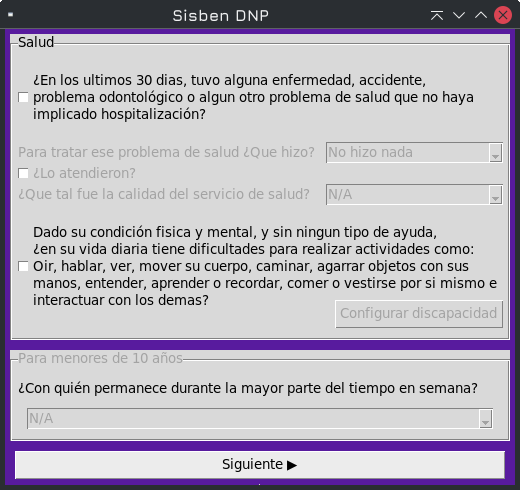 Sisben DNP
Salud
¿En los ultimos 30 dias, tuvo alguna enfermedad, accidente,
problema odontológico o algun otro problema de salud que no haya
implicado hospitalización?
Para tratar ese problema de salud ¿Que hizo? No hizo nada
¿Lo atendieron?
¿Que tal fue la calidad del servicio de salud? N/A
Dado su condición fisica y mental, y sin ningun tipo de ayuda,
¿en su vida diaria tiene dificultades para realizar actividades como:
Oir, hablar, ver, mover su cuerpo, caminar, agarrar objetos con sus
manos, entender, aprender o recordar, comer o vestirse por si mismo e
interactuar con los demas?
Configurar discapacidad
Para menores de 10 años
¿Con quién permanece durante la mayor parte del tiempo en semana?
N/A
Siguiente ▶